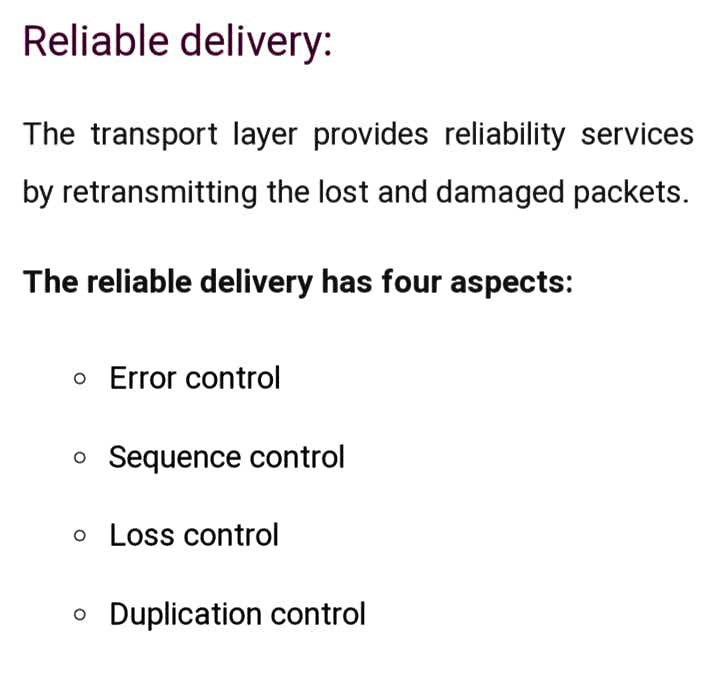 Reliable delivery:
The transport layer provides reliability services
by retransmitting the lost and damaged packets.
The reliable delivery has four aspects:
Error control
Sequence control
Loss control
Duplication control